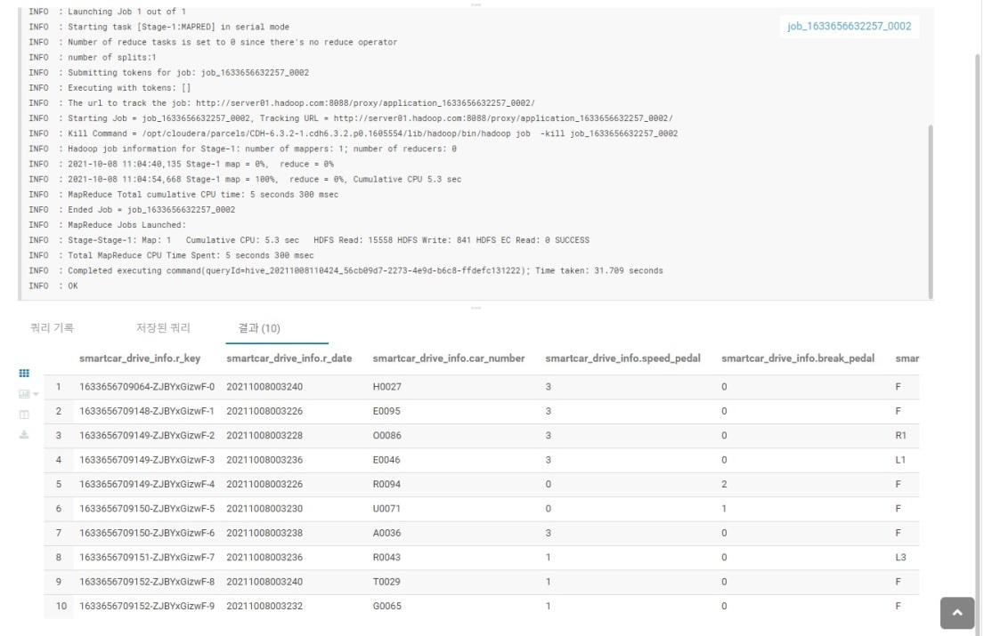 INFO  : Launching Job 1 out of 1
INFO  : Starting task [Stage-1:MAPRED] in serial mode
job_1633656632257_0002
INFO  : Number of reduce tasks is set to 0 since there's no reduce operator
INFO  : number of splits:1
INFO  : Submitting tokens for job: job_1633656632257_0002
INFO  : Executing with tokens: []
INFO  : The url to track the job: http://server01.hadoop.com:8088/proxy/application_1633656632257_0002/
INFO  : Starting Job = job_1633656632257_0002, Tracking URL = http://server01.hadoop.com:8088/proxy/application_1633656632257_0002/
INFO  : Kill Command = /opt/cloudera/parcels/CDH-6.3.2-1.cdh6.3.2.p0.1605554/lib/hadoop/bin/hadoop job  -kill job_1633656632257_0002
INFO  : Hadoop job information for Stage-1: number of mappers: 1; number of reducers: 0
INFO  : 2021-10-08 11:04:40,135 Stage-1 map = 0%,  reduce = 0%
INFO  : 2021-10-08 11:04:54,668 Stage-1 map = 100%,  reduce = 0%, Cumulative CPU 5.3 sec
INFO  : MapReduce Total cumulative CPU time: 5 seconds 300 msec
INFO  : Ended Job = job_1633656632257_0002
INFO  : MapReduce Jobs Launched:
INFO  : Stage-Stage-1: Map: 1   Cumulative CPU: 5.3 sec   HDFS Read: 15558 HDFS Write: 841 HDFS EC Read: 0 SUCCESS
INFO  : Total MapReduce CPU Time Spent: 5 seconds 300 msec
INFO  : Completed executing command(queryId=hive_20211008110424_56cb09d7-2273-4e9d-b6c8-ffdefc131222); Time taken: 31.709 seconds
INFO  : OK
쿼리 기록 저장된 쿼리 결과 (10)
smartcar_drive_info.r_key smartcar_drive_info.r_date smartcar_drive_info.car_number smartcar_drive_info.speed_pedal smartcar_drive_info.break_pedal smar
1 1633656709064-ZJBYxGizwF-0 20211008003240 H0027 3 0 F
2 1633656709148-ZJBYxGizwF-1 20211008003226 E0095 3 0 F
3 1633656709149-ZJBYxGizwF-2 20211008003228 O0086 3 0 R1
4 1633656709149-ZJBYxGizwF-3 20211008003236 E0046 3 0 L1
5 1633656709149-ZJBYxGizwF-4 20211008003226 R0094 0 2 F
6 1633656709150-ZJBYxGizwF-5 20211008003230 U0071 0 1 F
7 1633656709150-ZJBYxGizwF-6 20211008003238 A0036 3 0 F
8 1633656709151-ZJBYxGizwF-7 20211008003236 R0043 1 0 L3
9 1633656709152-ZJBYxGizwF-8 20211008003240 T0029 1 0 F
10 1633656709152-ZJBYxGizwF-9 20211008003232 G0065 1 0 F